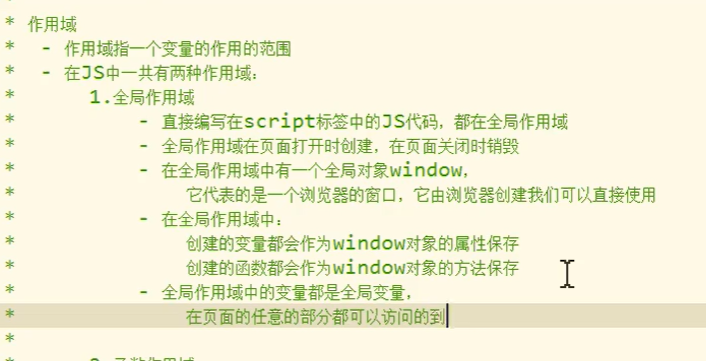 *
* 作用域
* - 作用域指一个变量的作用的范围
* - 在JS中一共有两种作用域：
* 1.全局作用域
* - 直接编写在script标签中的JS代码，都在全局作用域
* - 全局作用域在页面打开时创建，在页面关闭时销毁
* - 在全局作用域中有一个全局对象window，
* 它代表的是一个浏览器的窗口，它由浏览器创建我们可以直接使用
* - 在全局作用域中：
* 创建的变量都会作为window对象的属性保存
* 创建的函数都会作为window对象的方法保存
* - 全局作用域中的变量都是全局变量，
* 在页面的任意的部分都可以访问的到
*
* 2.函数作用域